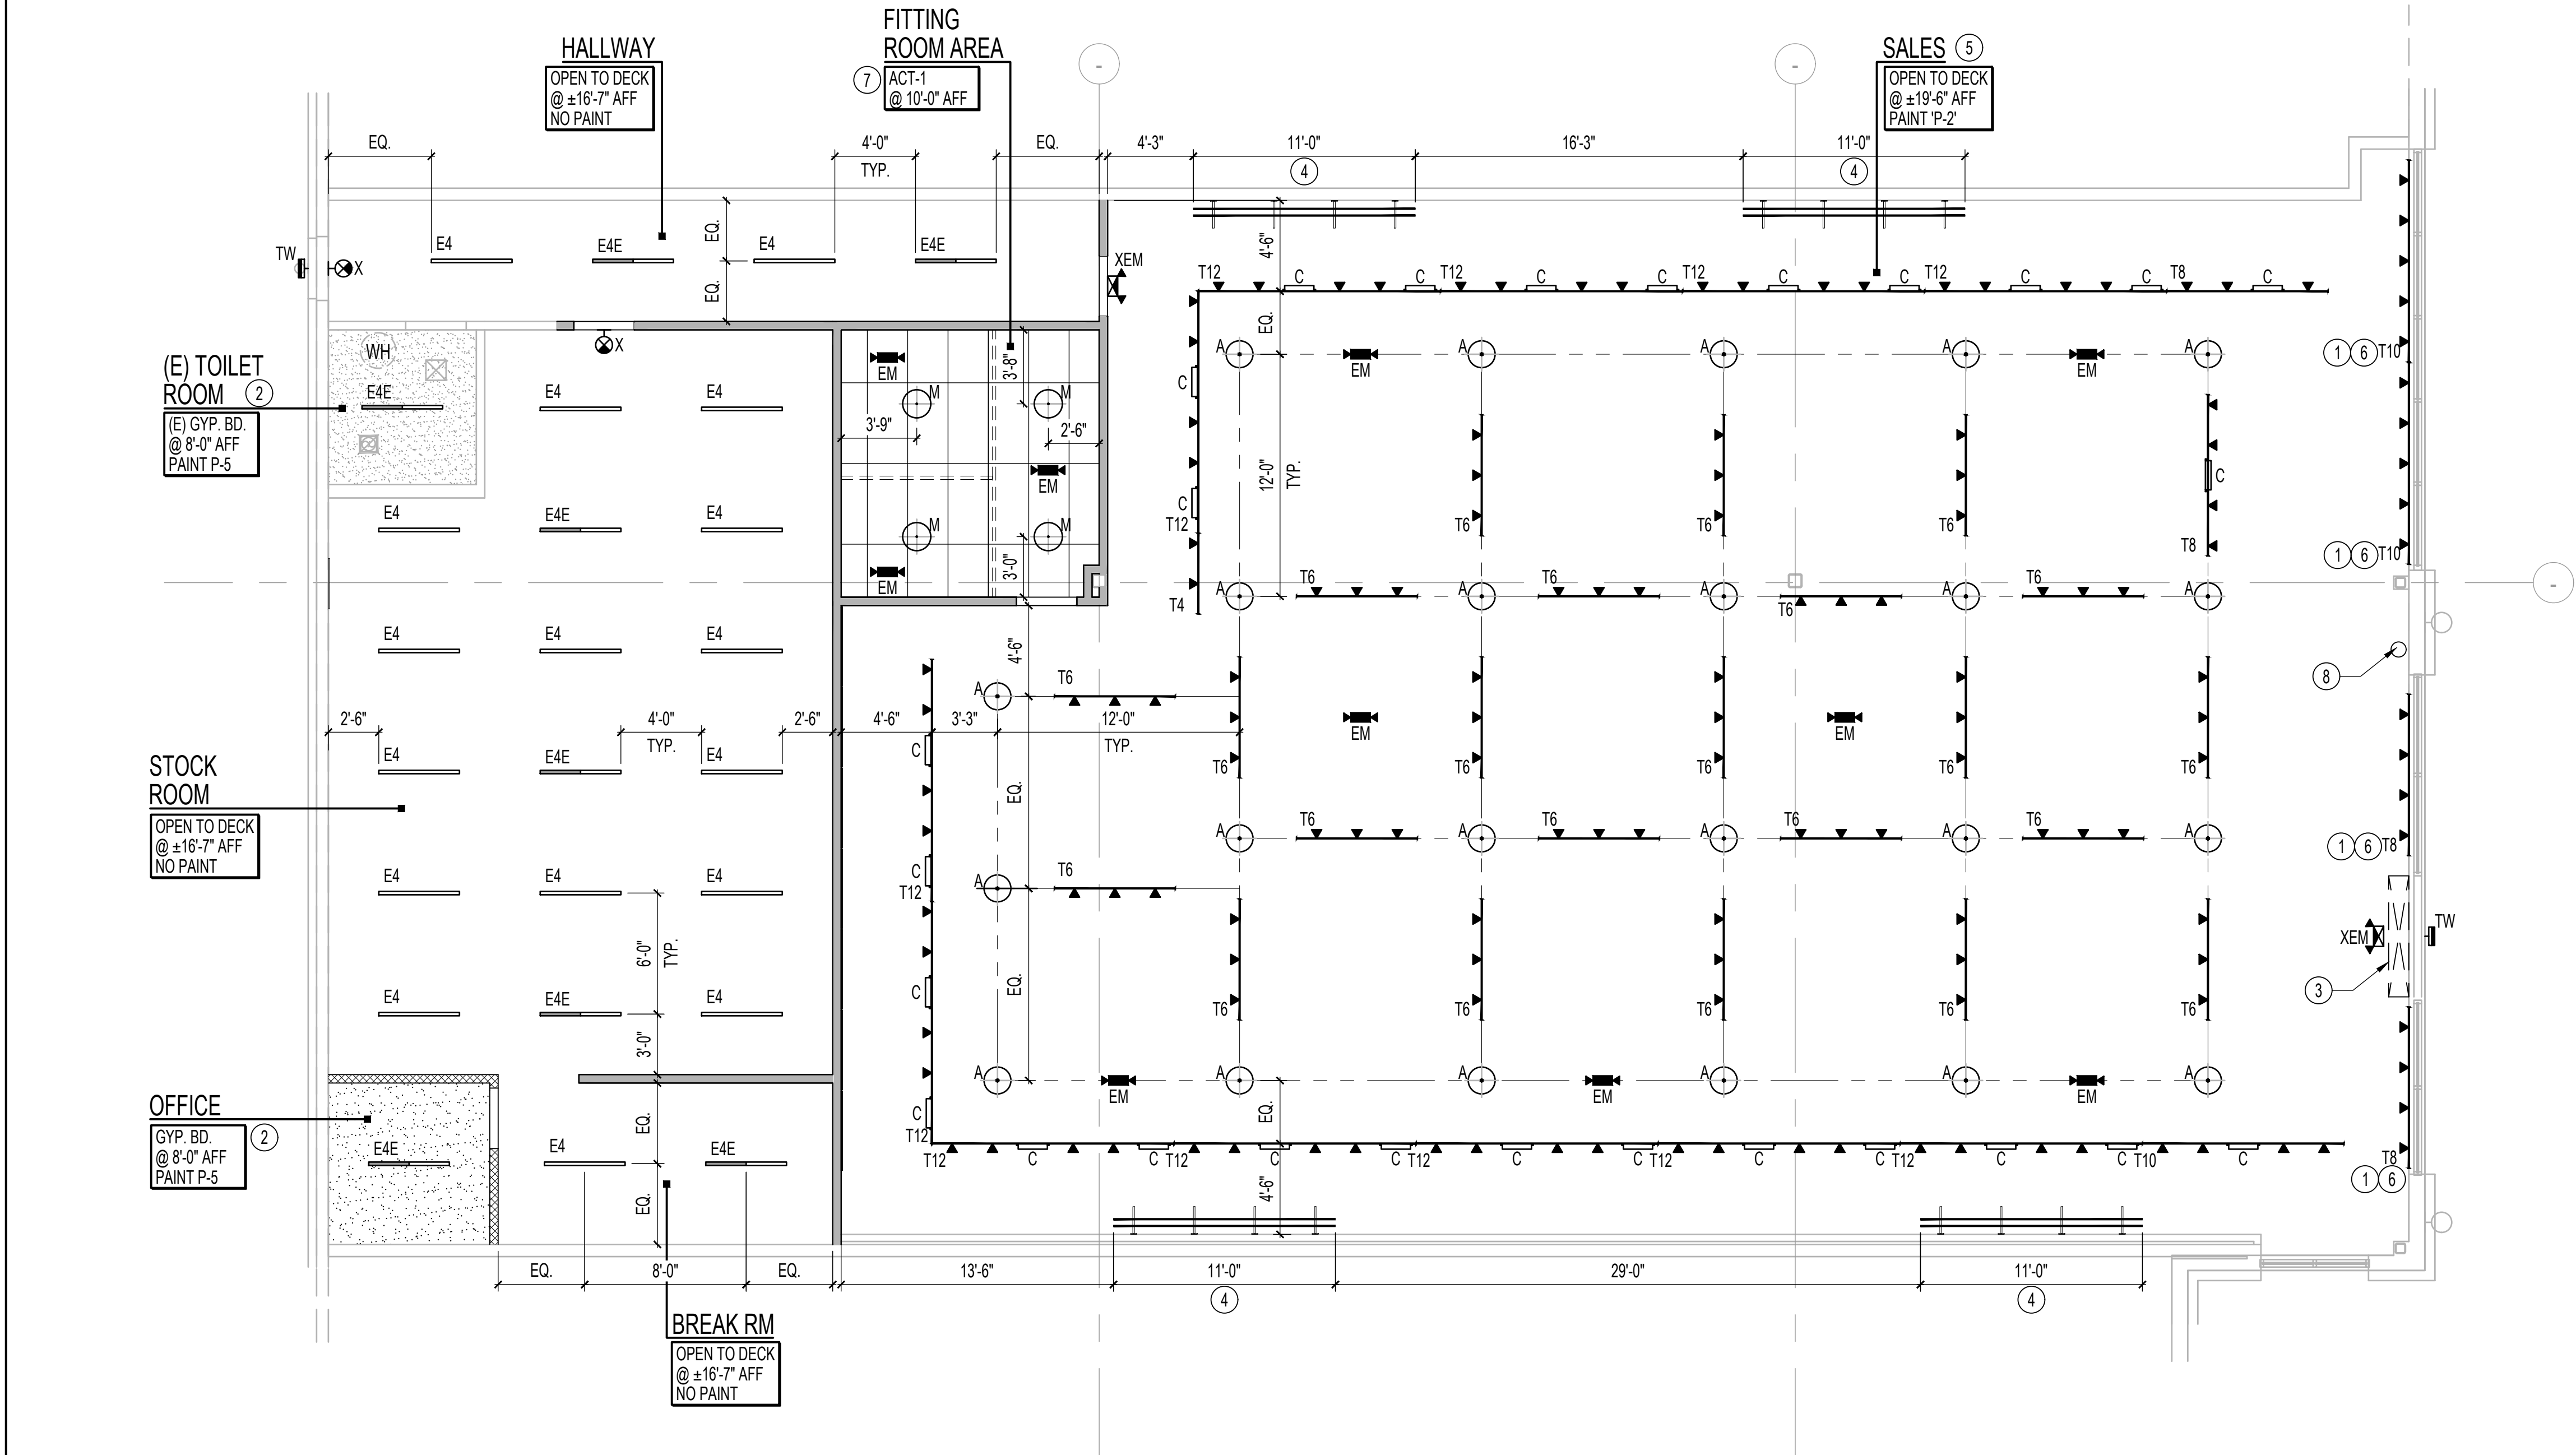 FITTING
ROOM AREA
7
ACT-1
@ 10'-0" AFF
HALLWAY
OPEN TO DECK
@ ±16'-7" AFF
NO PAINT
SALES 5
OPEN TO DECK
@ ±19'-6" AFF
PAINT 'P-2'
-
-
EQ.
4'-0"
TYP.
EQ.
4'-3"
11'-0"
4
16'-3"
11'-0"
4
TW
X
E4
E4E
E4
E4E
EQ.
EQ.
XEM
4'-6"
EQ.
T12
C
C
T12
C
C
T12
C
C
T12
C
C
T8
C
X
(E) TOILET
ROOM 2
(E) GYP. BD.
@ 8'-0" AFF
PAINT P-5
WH
E4E
E4
E4
EM
M
M
3'-8"
3'-9"
2'-6"
EM
M
M
3'-0"
EM
C
C
T12
T4
A
EM
A
A
A
EM
A
1 6 T10
12'-0"
TYP.
T6
T6
T6
C
T8
1 6 T10
E4
E4E
E4
A
T6
A
T6
A
T6
A
T6
A
-
8
E4
E4
E4
4'-6"
A
T6
2'-6"
4'-0"
TYP.
2'-6"
4'-6"
3'-3"
12'-0"
TYP.
EM
EM
C
T6
T6
T6
T6
T6
STOCK
ROOM
OPEN TO DECK
@ ±16'-7" AFF
NO PAINT
E4
E4E
E4
EQ.
A
T6
A
T6
A
T6
A
T6
A
1 6 T8
E4
E4
E4
C
T12
A
T6
6'-0"
TYP.
EQ.
XEM
TW
3
E4
E4E
E4
C
T6
T6
T6
T6
T6
3'-0"
OFFICE
2
GYP. BD.
@ 8'-0" AFF
PAINT P-5
E4E
E4
E4E
EQ.
EQ.
A
EM
A
A
EM
A
A
EM
A
C
T12
EQ.
T12
C
C
T12
C
C
T12
C
C
T12
C
C
T12
C
C
T10
C
T8
1 6
4'-6"
EQ.
8'-0"
EQ.
13'-6"
11'-0"
4
29'-0"
11'-0"
4
BREAK RM
OPEN TO DECK
@ ±16'-7" AFF
NO PAINT